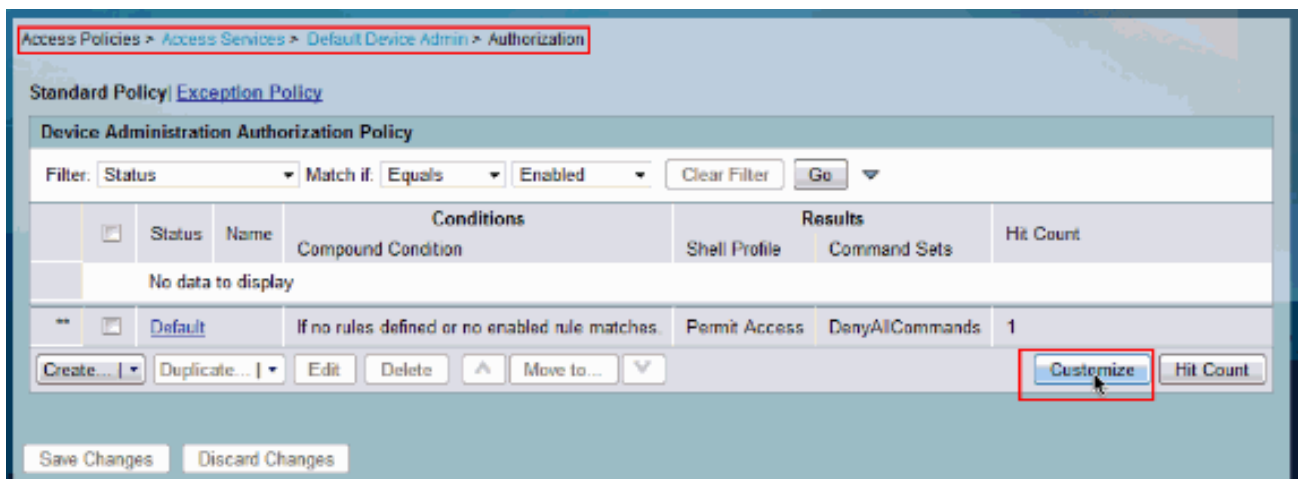 Access Policies > Access Services > Default Device Admin > Authorization
Standard Policy| Exception Policy
Device Administration Authorization Policy
Filter: Status Match if: Equals Enabled Clear Filter Go
Conditions Results
Status Name Hit Count
Compound Condition Shell Profile Command Sets
No data to display
** Default If no rules defined or no enabled rule matches. Permit Access DenyAllCommands 1
Create... | Duplicate... | Edit Delete Move to... Customize Hit Count
Save Changes Discard Changes